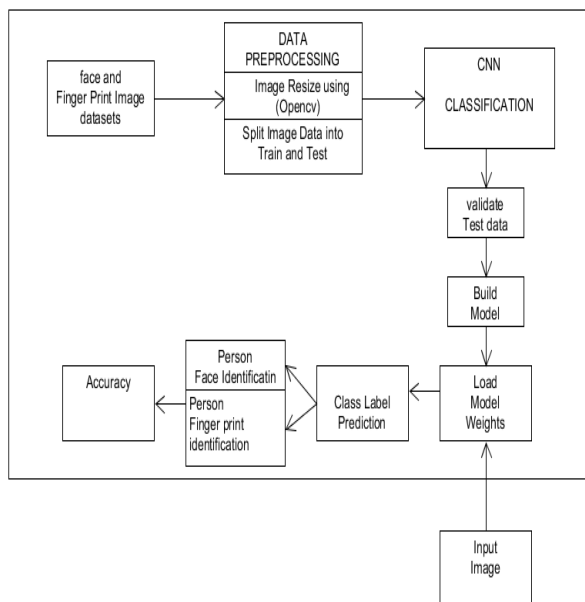 face and
Finger Print Image
datasets
DATA
PREPROCESSING
Image Resize using
(Opencv)
Split Image Data into
Train and Test
CNN
CLASSIFICATION
validate
Test data
Build
Model
Load
Model
Weights
Class Label
Prediction
Person
Face Identificatin
Person
Finger print
identification
Accuracy
Input
Image